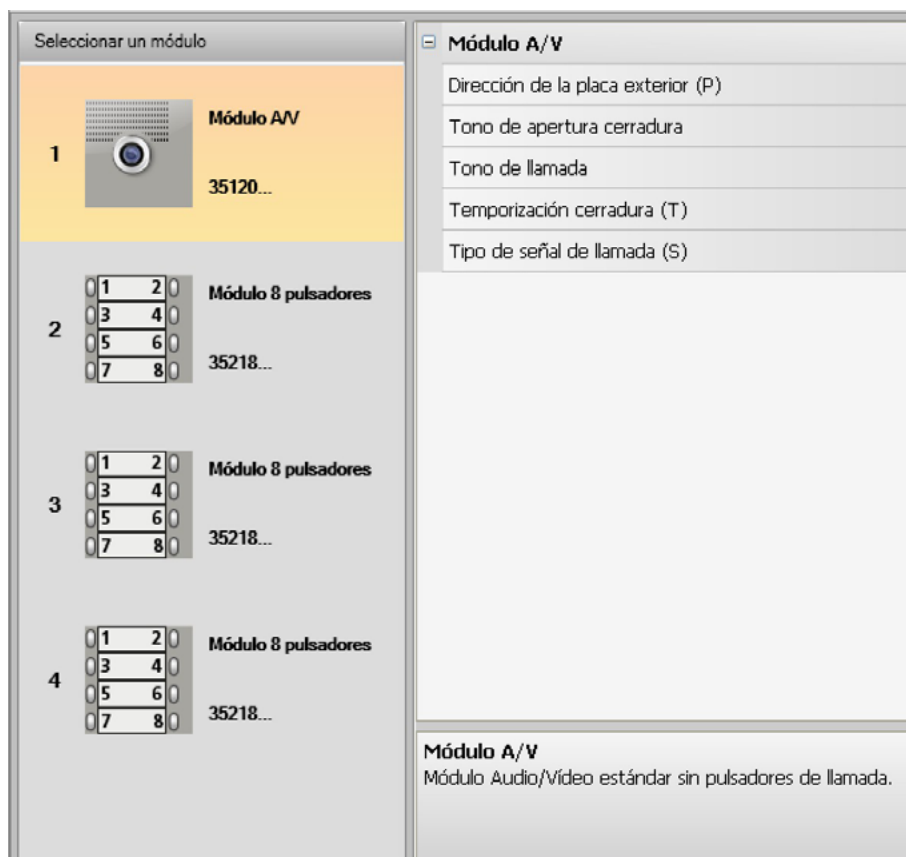 Seleccionar un módulo
1
Módulo A/V
35120...
2
1 2
3 4
5 6
7 8
Módulo 8 pulsadores
35218...
3
1 2
3 4
5 6
7 8
Módulo 8 pulsadores
35218...
4
1 2
3 4
5 6
7 8
Módulo 8 pulsadores
35218...
Módulo A/V
Dirección de la placa exterior (P)
Tono de apertura cerradura
Tono de llamada
Temporización cerradura (T)
Tipo de señal de llamada (S)
Módulo A/V
Módulo Audio/Vídeo estándar sin pulsadores de llamada.